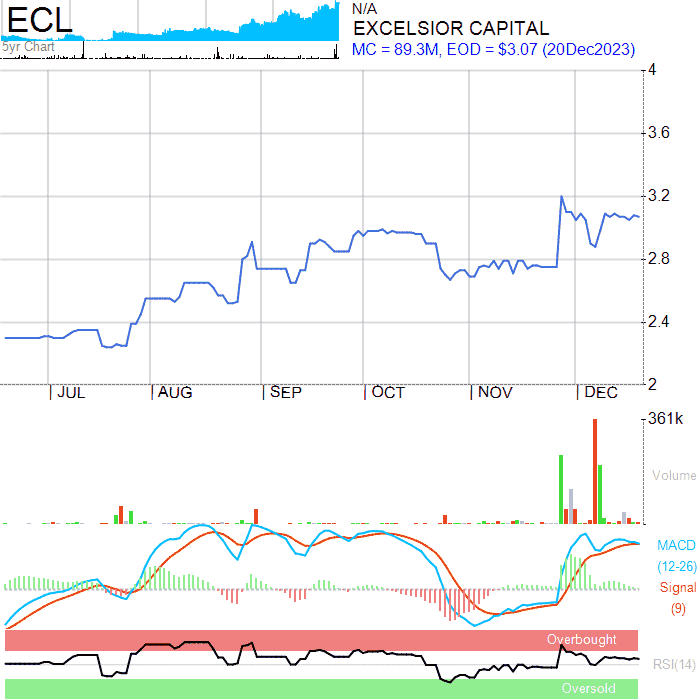 ECL
5yr Chart
N/A
EXCELSIOR CAPITAL
MC = 89.3M, EOD = $3.07 (20Dec2023)
4
3.6
3.2
2.8
2.4
2
JUL AUG SEP OCT NOV DEC
361k
Volume
MACD
(12-26)
Signal
(9)
Overbought
RSI(14)
Oversold